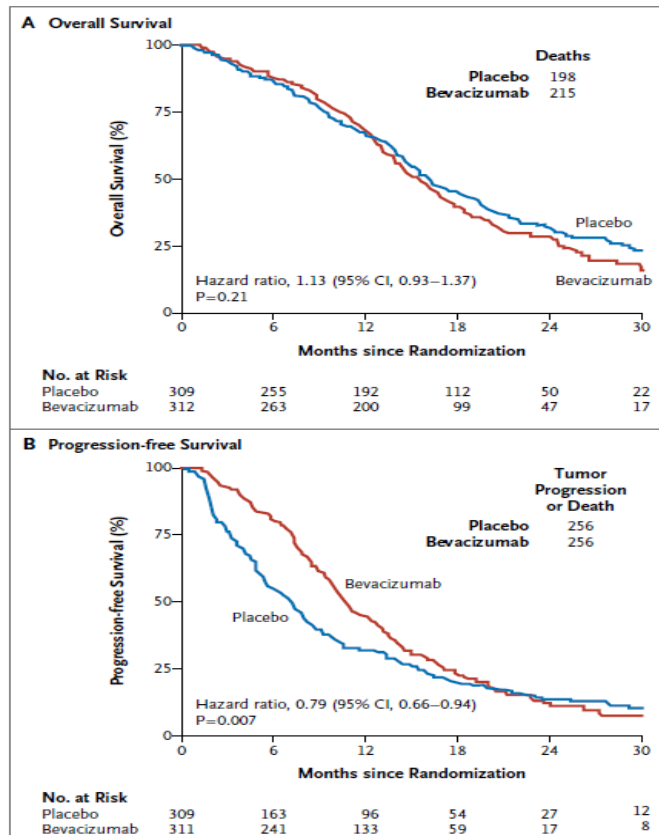 A Overall Survival
Deaths
Placebo 198
Bevacizumab 215
100
75
50
25
0
Overall Survival (%)
Placebo
Bevacizumab
Hazard ratio, 1.13 (95% CI, 0.93–1.37)
P=0.21
0 6 12 18 24 30
Months since Randomization
No. at Risk
Placebo 309 255 192 112 50 22
Bevacizumab 312 263 200 99 47 17
B Progression-free Survival
Tumor
Progression
or Death
Placebo 256
Bevacizumab 256
100
75
50
25
0
Progression-free Survival (%)
Bevacizumab
Placebo
Hazard ratio, 0.79 (95% CI, 0.66–0.94)
P=0.007
0 6 12 18 24 30
Months since Randomization
No. at Risk
Placebo 309 163 96 54 27 12
Bevacizumab 311 241 133 59 17 8